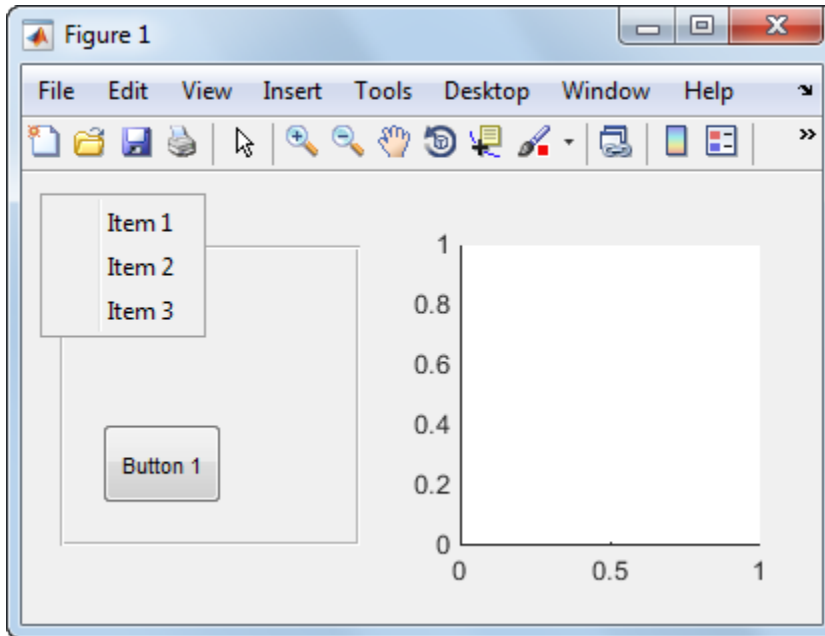 Figure 1
File Edit View Insert Tools Desktop Window Help
Item 1
Item 2
Item 3
Button 1
1
0.8
0.6
0.4
0.2
0
0 0.5 1